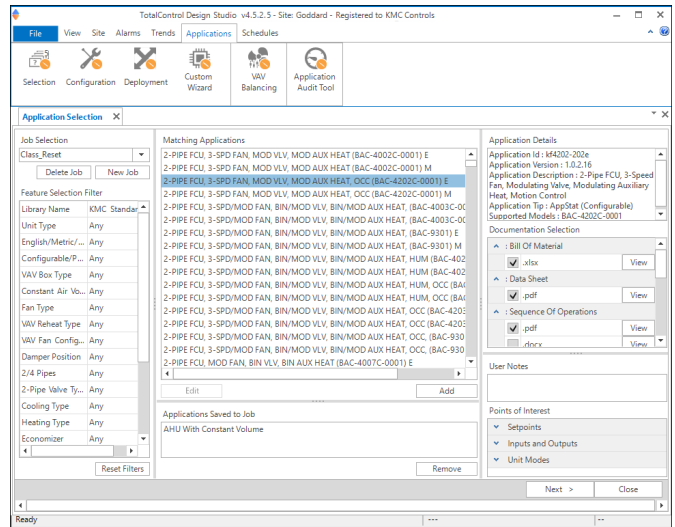 TotalControl Design Studio v4.5.2.5 - Site: Goddard - Registered to KMC Controls
File View Site Alarms Trends Applications Schedules
Selection
Configuration
Deployment
Custom
Wizard
VAV
Balancing
Application
Audit Tool
Application Selection
Job Selection
Class_Reset
Delete Job New Job
Feature Selection Filter
Library Name KMC Standar
Unit Type Any
English/Metric/... Any
Configurable/P... Any
VAV Box Type Any
Constant Air Vo... Any
Fan Type Any
VAV Reheat Type Any
VAV Fan Config... Any
Damper Position Any
2/4 Pipes Any
2-Pipe Valve Ty... Any
Cooling Type Any
Heating Type Any
Economizer Any
Reset Filters
Matching Applications
2-PIPE FCU, 3-SPD FAN, MOD VLV, MOD AUX HEAT (BAC-4002C-0001) E
2-PIPE FCU, 3-SPD FAN, MOD VLV, MOD AUX HEAT (BAC-4002C-0001) M
2-PIPE FCU, 3-SPD FAN, MOD VLV, MOD AUX HEAT, OCC (BAC-4202C-0001) E
2-PIPE FCU, 3-SPD FAN, MOD VLV, MOD AUX HEAT, OCC (BAC-4202C-0001) M
2-PIPE FCU, 3-SPD/MOD FAN, BIN/MOD VLV, BIN/MOD AUX HEAT, (BAC-4003C-00
2-PIPE FCU, 3-SPD/MOD FAN, BIN/MOD VLV, BIN/MOD AUX HEAT, (BAC-4003C-00
2-PIPE FCU, 3-SPD/MOD FAN, BIN/MOD VLV, BIN/MOD AUX HEAT, (BAC-9301) E
2-PIPE FCU, 3-SPD/MOD FAN, BIN/MOD VLV, BIN/MOD AUX HEAT, (BAC-9301) M
2-PIPE FCU, 3-SPD/MOD FAN, BIN/MOD VLV, BIN/MOD AUX HEAT, HUM (BAC-402
2-PIPE FCU, 3-SPD/MOD FAN, BIN/MOD VLV, BIN/MOD AUX HEAT, HUM (BAC-402
2-PIPE FCU, 3-SPD/MOD FAN, BIN/MOD VLV, BIN/MOD AUX HEAT, HUM, OCC (BAC
2-PIPE FCU, 3-SPD/MOD FAN, BIN/MOD VLV, BIN/MOD AUX HEAT, HUM, OCC (BAC
2-PIPE FCU, 3-SPD/MOD FAN, BIN/MOD VLV, BIN/MOD AUX HEAT, OCC (BAC-4203
2-PIPE FCU, 3-SPD/MOD FAN, BIN/MOD VLV, BIN/MOD AUX HEAT, OCC (BAC-4203
2-PIPE FCU, 3-SPD/MOD FAN, BIN/MOD VLV, BIN/MOD AUX HEAT, OCC, (BAC-930
2-PIPE FCU, 3-SPD/MOD FAN, BIN/MOD VLV, BIN/MOD AUX HEAT, OCC, (BAC-930
2-PIPE FCU, MOD FAN, BIN VLV, BIN AUX HEAT (BAC-4007C-0001) E
Edit Add
Applications Saved to Job
AHU With Constant Volume
Remove
Application Details
Application Id : kf4202-202e
Application Version : 1.0.2.16
Application Description : 2-Pipe FCU, 3-Speed
Fan, Modulating Valve, Modulating Auxiliary
Heat, Motion Control
Application Tip : AppStat (Configurable)
Supported Models : BAC-4202C-0001
Documentation Selection
: Bill Of Material
.xlsx View
: Data Sheet
.pdf View
: Sequence Of Operations
.pdf View
.docx View
User Notes
Points of Interest
Setpoints
Inputs and Outputs
Unit Modes
Next > Close
Ready --- --